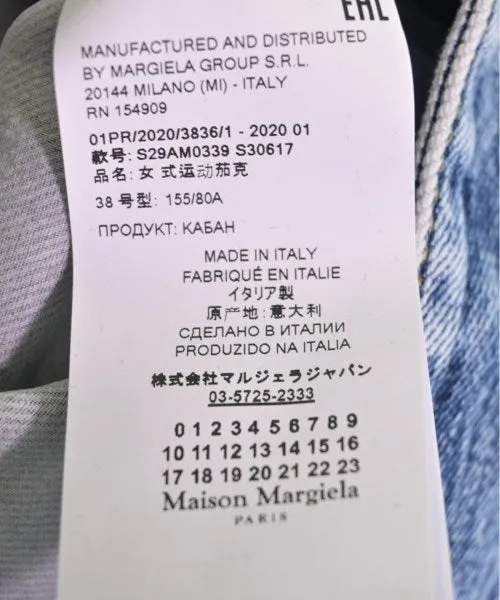 EAC
MANUFACTURED AND DISTRIBUTED
BY MARGIELA GROUP S.R.L.
20144 MILANO (MI) - ITALY
RN 154909
01PR/2020/3836/1 - 2020 01
款号: S29AM0339 S30617
品名: 女 式运动茄克
38 号型: 155/80A
ПРОДУКТ: КАБАН
MADE IN ITALY
FABRIQUÉ EN ITALIE
イタリア製
原产地: 意大利
СДЕЛАНО В ИТАЛИИ
PRODUZIDO NA ITALIA
株式会社マルジェラジャパン
03-5725-2333
0 1 2 3 4 5 6 7 8 9
10 11 12 13 14 15 16
17 18 19 20 21 22 23
Maison Margiela
PARIS